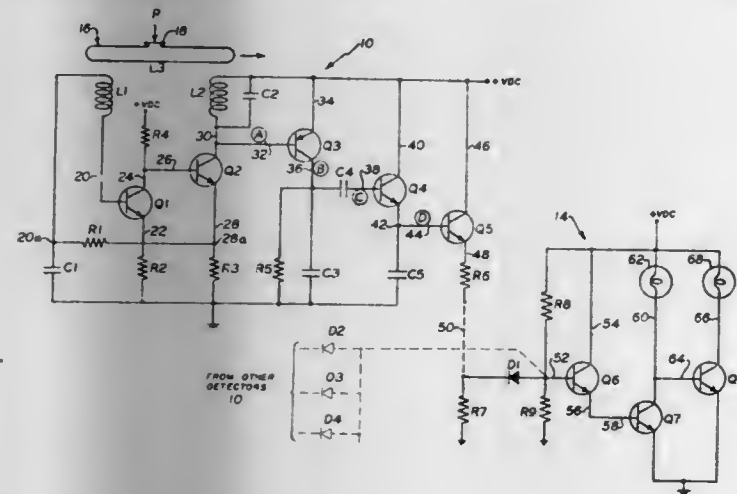 P
16
18
L3
10
L1
L2
C2
+VDC
+VDC
34
R4
30
A
32
Q3
40
46
20
24
26
Q2
36
B
C4
38
C
Q4
Q1
22
28
42
D
44
Q5
20a
R1
28a
48
14
+VDC
C1
R2
R3
R5
C3
C5
R6
62
68
R8
D2
50
54
60
66
FROM OTHER
DETECTORS
10
D3
D1
52
Q6
64
D4
R7
R9
56
58
Q7